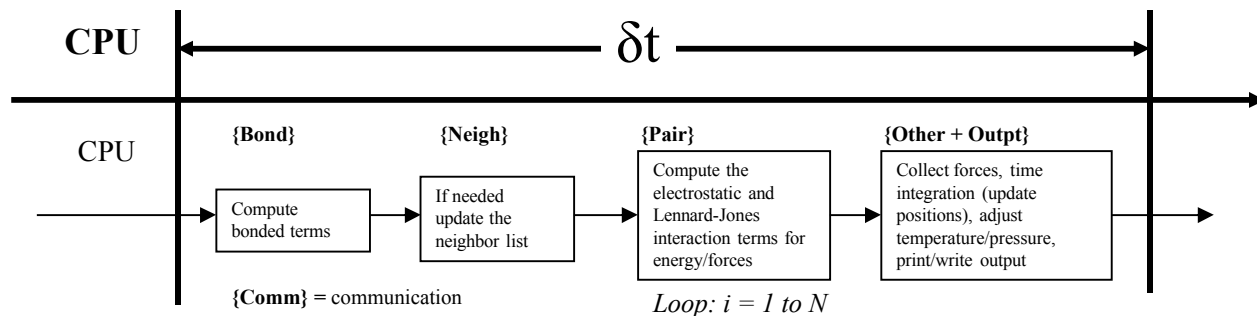 CPU
δt
CPU
{Bond}
{Neigh}
{Pair}
{Other + Outpt}
Compute
bonded terms
If needed
update the
neighbor list
Compute the
electrostatic and
Lennard-Jones
interaction terms for
energy/forces
Collect forces, time
integration (update
positions), adjust
temperature/pressure,
print/write output
{Comm} = communication
Loop: i = 1 to N